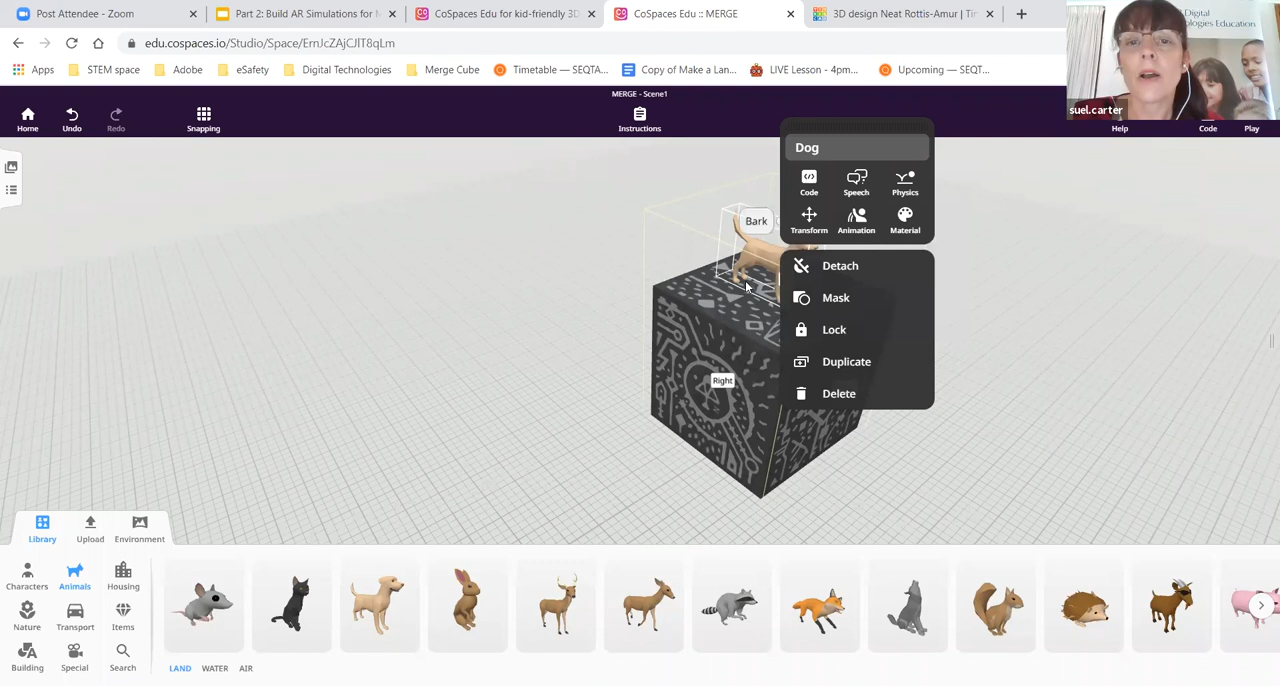 Post Attendee - Zoom
Part 2: Build AR Simulations for M
CoSpaces Edu for kid-friendly 3D
CoSpaces Edu :: MERGE
3D design Neat Rottis-Amur | Tin
edu.cospaces.io/Studio/Space/ErnJcZAjCJlT8qLm
Apps
STEM space
Adobe
eSafety
Digital Technologies
Merge Cube
Timetable — SEQTA...
Copy of Make a Lan...
LIVE Lesson - 4pm...
Upcoming — SEQT...
Digital
ologies Education
suel.carter
MERGE - Scene1
Home
Undo
Redo
Snapping
Instructions
Help
Code
Play
Dog
Code
Speech
Physics
Transform
Animation
Material
Bark
Detach
Mask
Lock
Duplicate
Delete
Right
Library
Upload
Environment
Characters
Animals
Housing
Nature
Transport
Items
Building
Special
Search
LAND
WATER
AIR